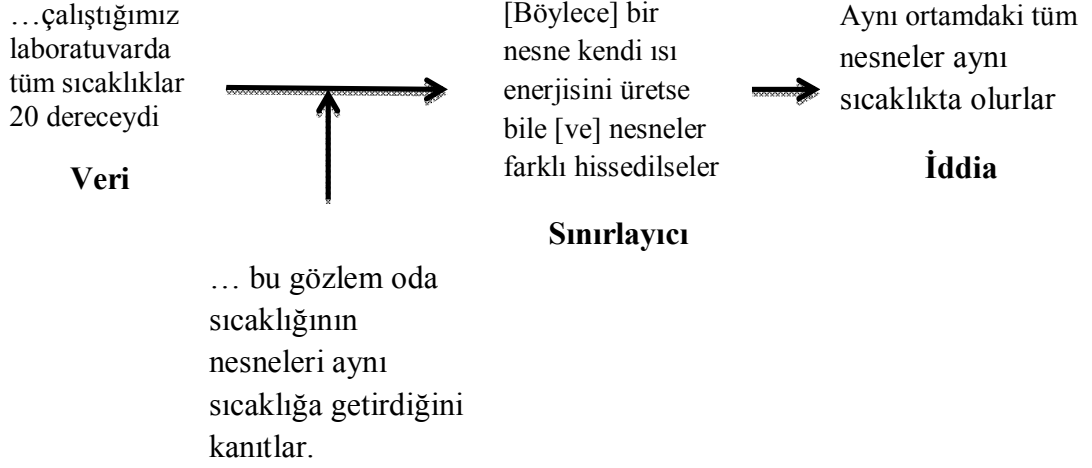 …çalıştığımız
laboratuvarda
tüm sıcaklıklar
20 dereceydi
Veri
[Böylece] bir
nesne kendi ısı
enerjisini üretse
bile [ve] nesneler
farklı hissedilseler
Sınırlayıcı
Aynı ortamdaki tüm
nesneler aynı
sıcaklıkta olurlar
İddia
… bu gözlem oda
sıcaklığının
nesneleri aynı
sıcaklığa getirdiğini
kanıtlar.